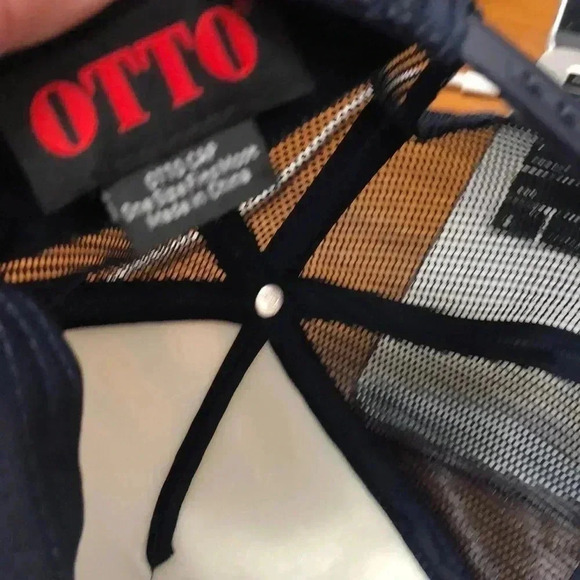 OTTO
OTTO CAP
One Size Fits Most
Made in China